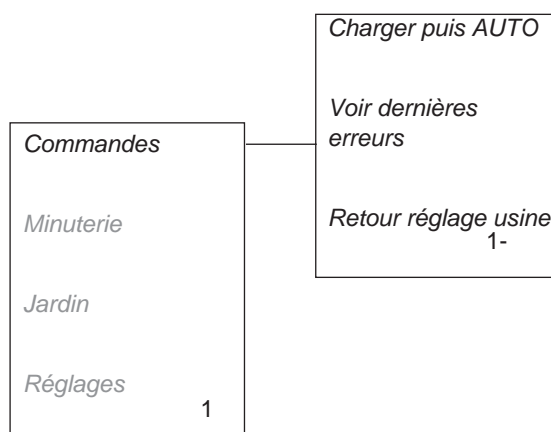 Charger puis AUTO
Voir dernières
erreurs
Retour réglage usine
1-
Commandes
Minuterie
Jardin
Réglages
1